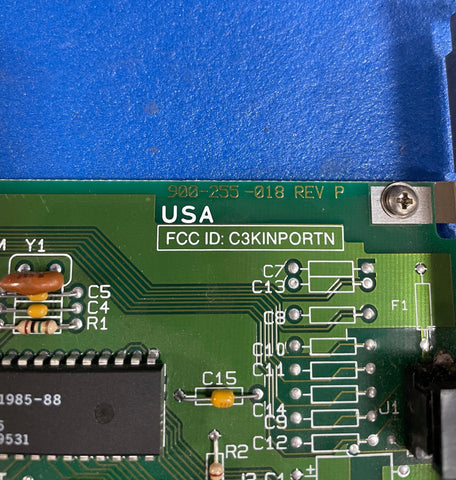 900-255-018 REV P
USA
FCC ID: C3KINPORTN
M Y1
C5
C4
R1
C7
C13
C8
C10
C11
C14
C9
C12
F1
J1
C15
R2
1985-88
9531
C1